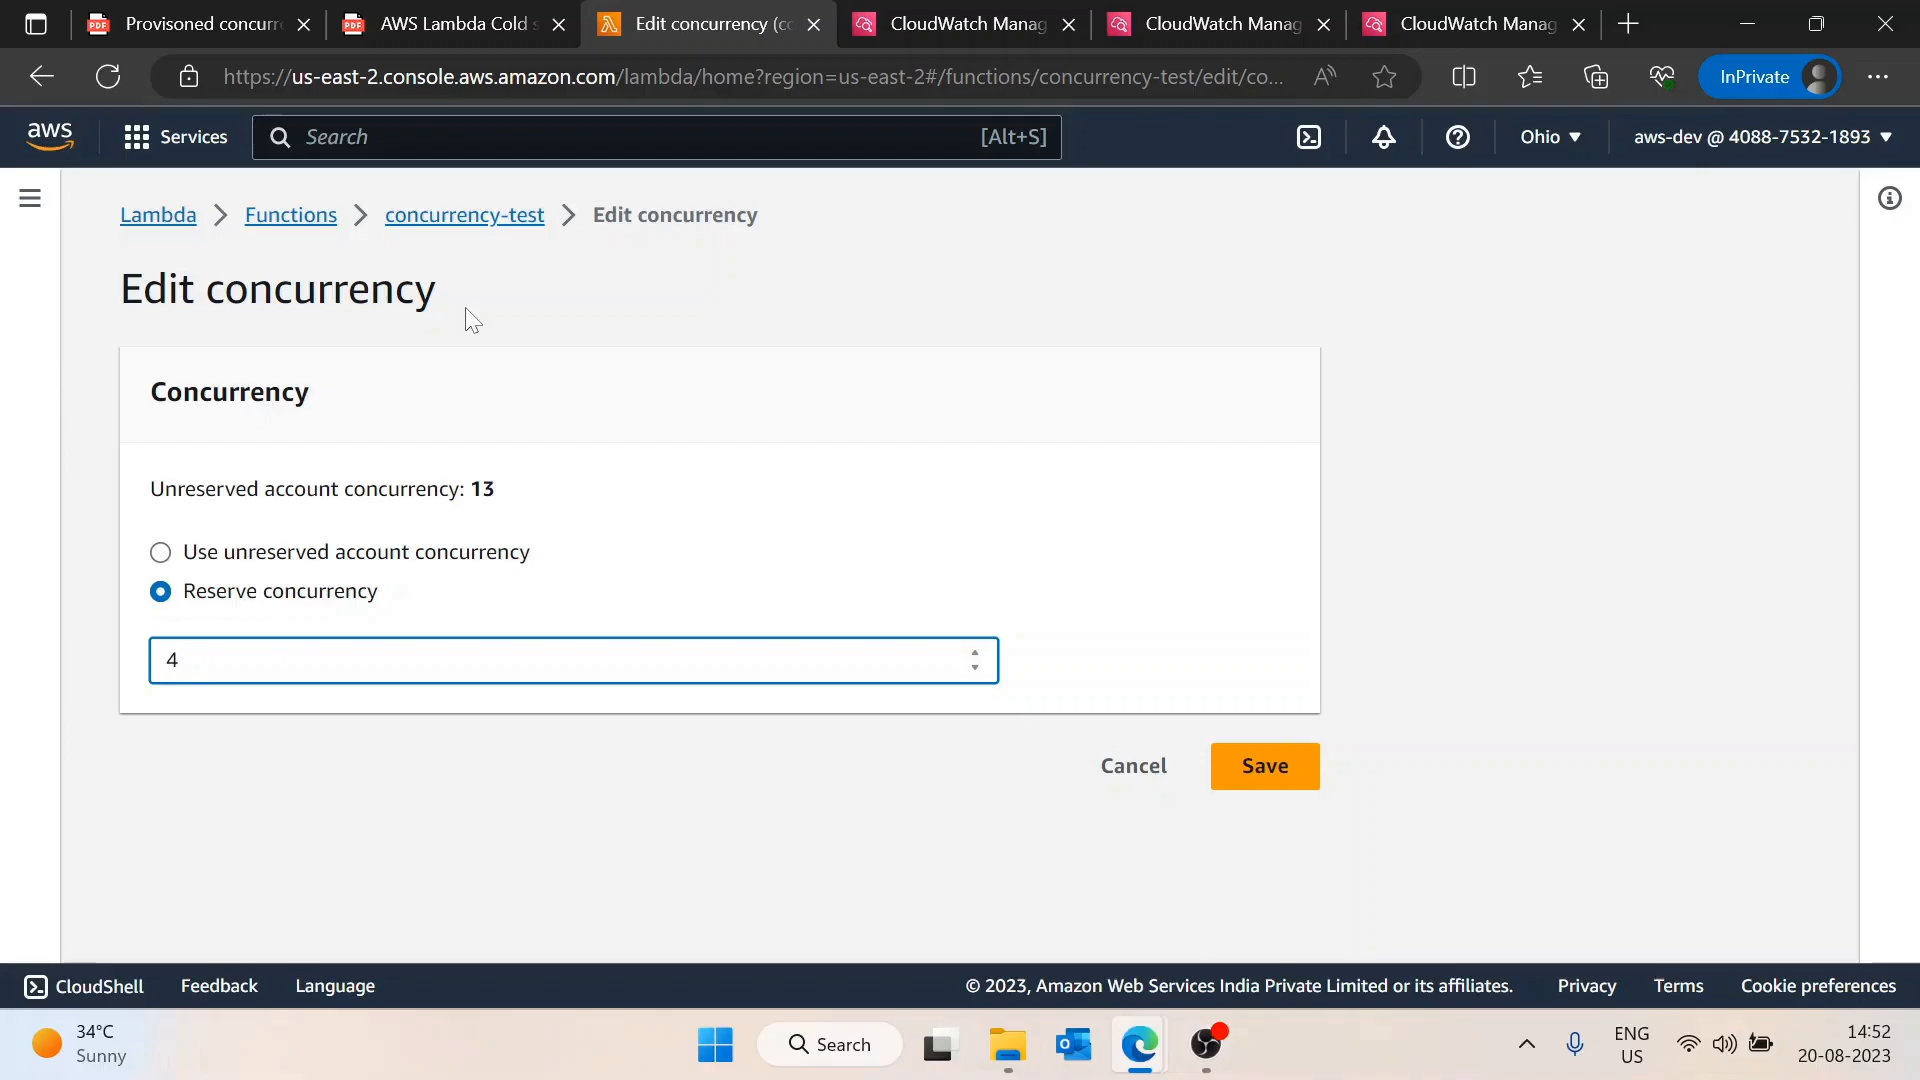 Provisoned concurr
AWS Lambda Cold s
Edit concurrency (co
CloudWatch Manag
CloudWatch Manag
CloudWatch Manag
https://us-east-2.console.aws.amazon.com/lambda/home?region=us-east-2#/functions/concurrency-test/edit/co...
InPrivate
aws
Services
Search
[Alt+S]
Ohio
aws-dev @ 4088-7532-1893
Lambda
Functions
concurrency-test
Edit concurrency
Edit concurrency
Concurrency
Unreserved account concurrency: 13
Use unreserved account concurrency
Reserve concurrency
4
Cancel
Save
CloudShell
Feedback
Language
© 2023, Amazon Web Services India Private Limited or its affiliates.
Privacy
Terms
Cookie preferences
34°C
Sunny
Search
ENG
US
14:52
20-08-2023